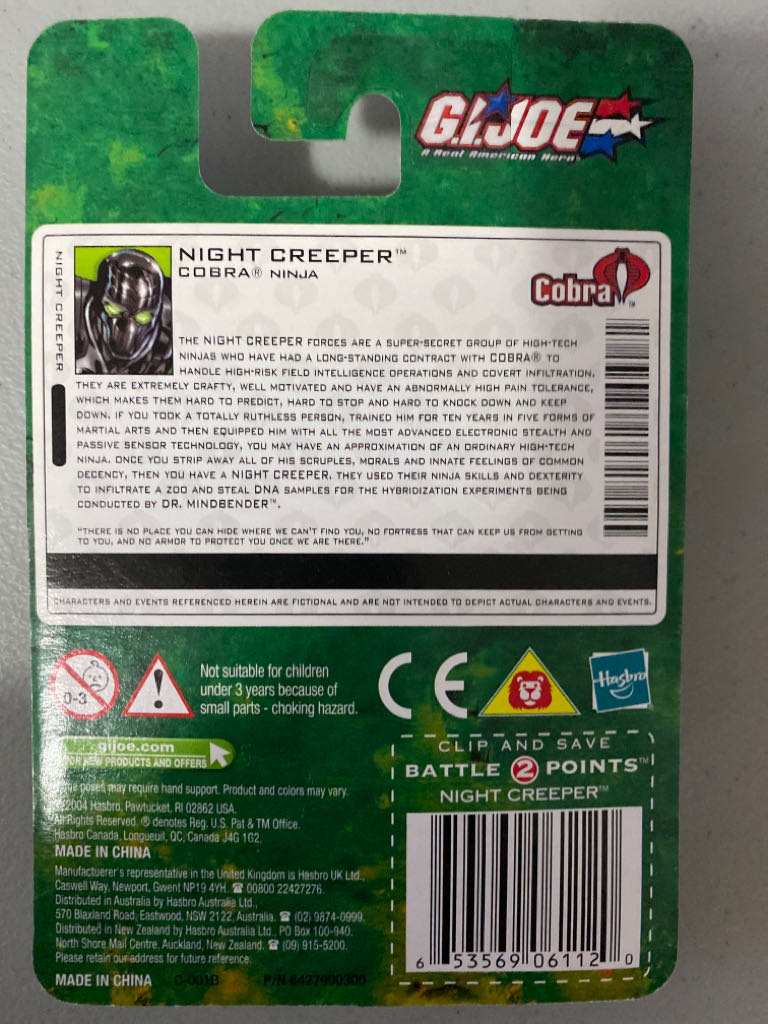 G.I. JOE
A Real American Hero
NIGHT CREEPER
NIGHT CREEPER™
COBRA® NINJA
Cobra™
THE NIGHT CREEPER FORCES ARE A SUPER-SECRET GROUP OF HIGH-TECH
NINJAS WHO HAVE HAD A LONG-STANDING CONTRACT WITH COBRA® TO
HANDLE HIGH-RISK FIELD INTELLIGENCE OPERATIONS AND COVERT INFILTRATION.
THEY ARE EXTREMELY CRAFTY, WELL MOTIVATED AND HAVE AN ABNORMALLY HIGH PAIN TOLERANCE,
WHICH MAKES THEM HARD TO PREDICT, HARD TO STOP AND HARD TO KNOCK DOWN AND KEEP
DOWN. IF YOU TOOK A TOTALLY RUTHLESS PERSON, TRAINED HIM FOR TEN YEARS IN FIVE FORMS OF
MARTIAL ARTS AND THEN EQUIPPED HIM WITH ALL THE MOST ADVANCED ELECTRONIC STEALTH AND
PASSIVE SENSOR TECHNOLOGY, YOU MAY HAVE AN APPROXIMATION OF AN ORDINARY HIGH-TECH
NINJA. ONCE YOU STRIP AWAY ALL OF HIS SCRUPLES, MORALS AND INNATE FEELINGS OF COMMON
DECENCY, THEN YOU HAVE A NIGHT CREEPER. THEY USED THEIR NINJA SKILLS AND DEXTERITY
TO INFILTRATE A ZOO AND STEAL DNA SAMPLES FOR THE HYBRIDIZATION EXPERIMENTS BEING
CONDUCTED BY DR. MINDBENDER™.
"THERE IS NO PLACE YOU CAN HIDE WHERE WE CAN'T FIND YOU, NO FORTRESS THAT CAN KEEP US FROM GETTING
TO YOU, AND NO ARMOR TO PROTECT YOU ONCE WE ARE THERE."
CHARACTERS AND EVENTS REFERENCED HEREIN ARE FICTIONAL AND ARE NOT INTENDED TO DEPICT ACTUAL CHARACTERS AND EVENTS.
0-3
!
Not suitable for children
under 3 years because of
small parts - choking hazard.
CE
Hasbro
gijoe.com
FOR NEW PRODUCTS AND OFFERS
poses may require hand support. Product and colors may vary.
©2004 Hasbro, Pawtucket, RI 02862 USA.
All Rights Reserved. ® denotes Reg. U.S. Pat & TM Office.
Hasbro Canada, Longueuil, QC, Canada J4G 1G2.
MADE IN CHINA
Manufactuerer's representative in the United Kingdom is Hasbro UK Ltd.,
Caswell Way, Newport, Gwent NP19 4YH. ☎ 00800 22427276.
Distributed in Australia by Hasbro Australia Ltd.,
570 Blaxland Road, Eastwood, NSW 2122, Australia. ☎ (02) 9874-0999.
Distributed in New Zealand by Hasbro Australia Ltd., PO Box 100-940,
North Shore Mail Centre, Auckland, New Zealand. ☎ (09) 915-5200.
Please retain our address for future reference.
MADE IN CHINA C-001B P/N 6427990300
CLIP AND SAVE
BATTLE 2 POINTS™
NIGHT CREEPER™
6 53569 06112 0